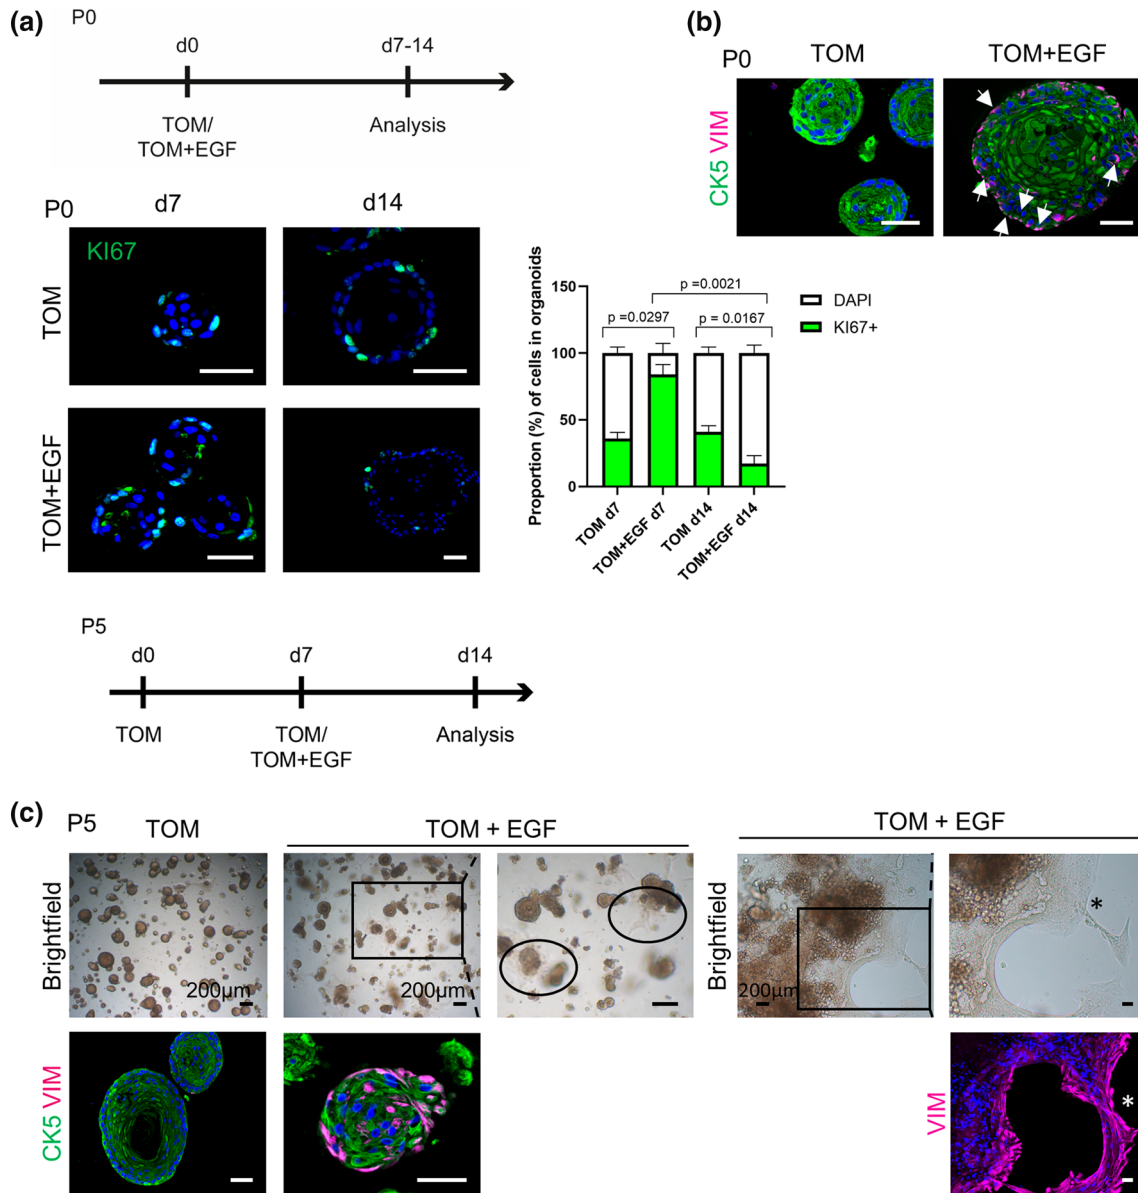 (a)
P0
d0
d7-14
TOM/
TOM+EGF
Analysis
P0
d7
d14
KI67
TOM
TOM+EGF
Proportion (%) of cells in organoids
150
100
50
0
p =0.0021
p =0.0297
p = 0.0167
DAPI
KI67+
TOM d7
TOM+EGF d7
TOM d14
TOM+EGF d14
(b)
P0
TOM
TOM+EGF
CK5 VIM
P5
d0
d7
d14
TOM
TOM/
TOM+EGF
Analysis
(c)
P5
TOM
TOM + EGF
TOM + EGF
Brightfield
200µm
200µm
Brightfield
200µm
*
CK5 VIM
VIM
*